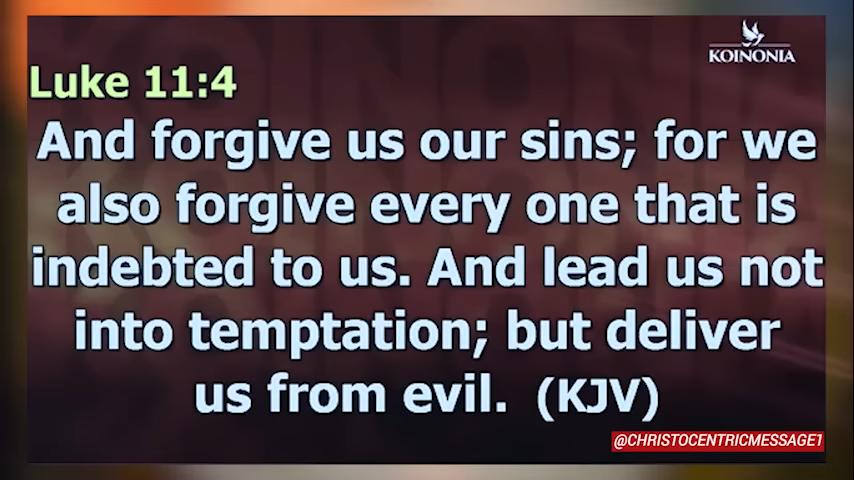 KOINONIA
Luke 11:4
And forgive us our sins; for we
also forgive every one that is
indebted to us. And lead us not
into temptation; but deliver
us from evil. (KJV)
@CHRISTOCENTRICMESSAGE1